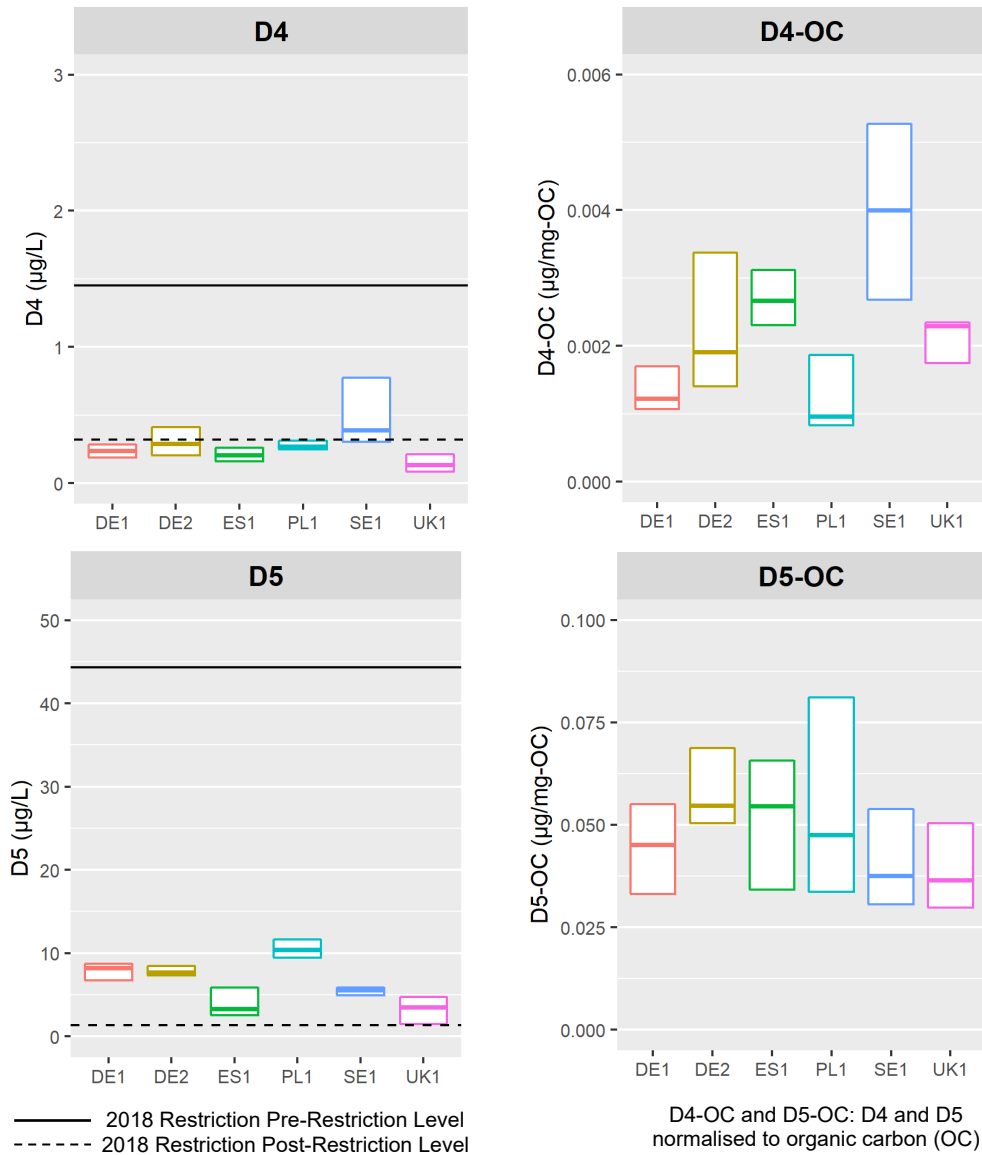 D4
D4 (µg/L)
3
2
1
0
DE1 DE2 ES1 PL1 SE1 UK1
D4-OC
D4-OC (µg/mg-OC)
0.006
0.004
0.002
0.000
DE1 DE2 ES1 PL1 SE1 UK1
D5
D5 (µg/L)
50
40
30
20
10
0
DE1 DE2 ES1 PL1 SE1 UK1
D5-OC
D5-OC (µg/mg-OC)
0.100
0.075
0.050
0.025
0.000
DE1 DE2 ES1 PL1 SE1 UK1
2018 Restriction Pre-Restriction Level
2018 Restriction Post-Restriction Level
D4-OC and D5-OC: D4 and D5
normalised to organic carbon (OC)